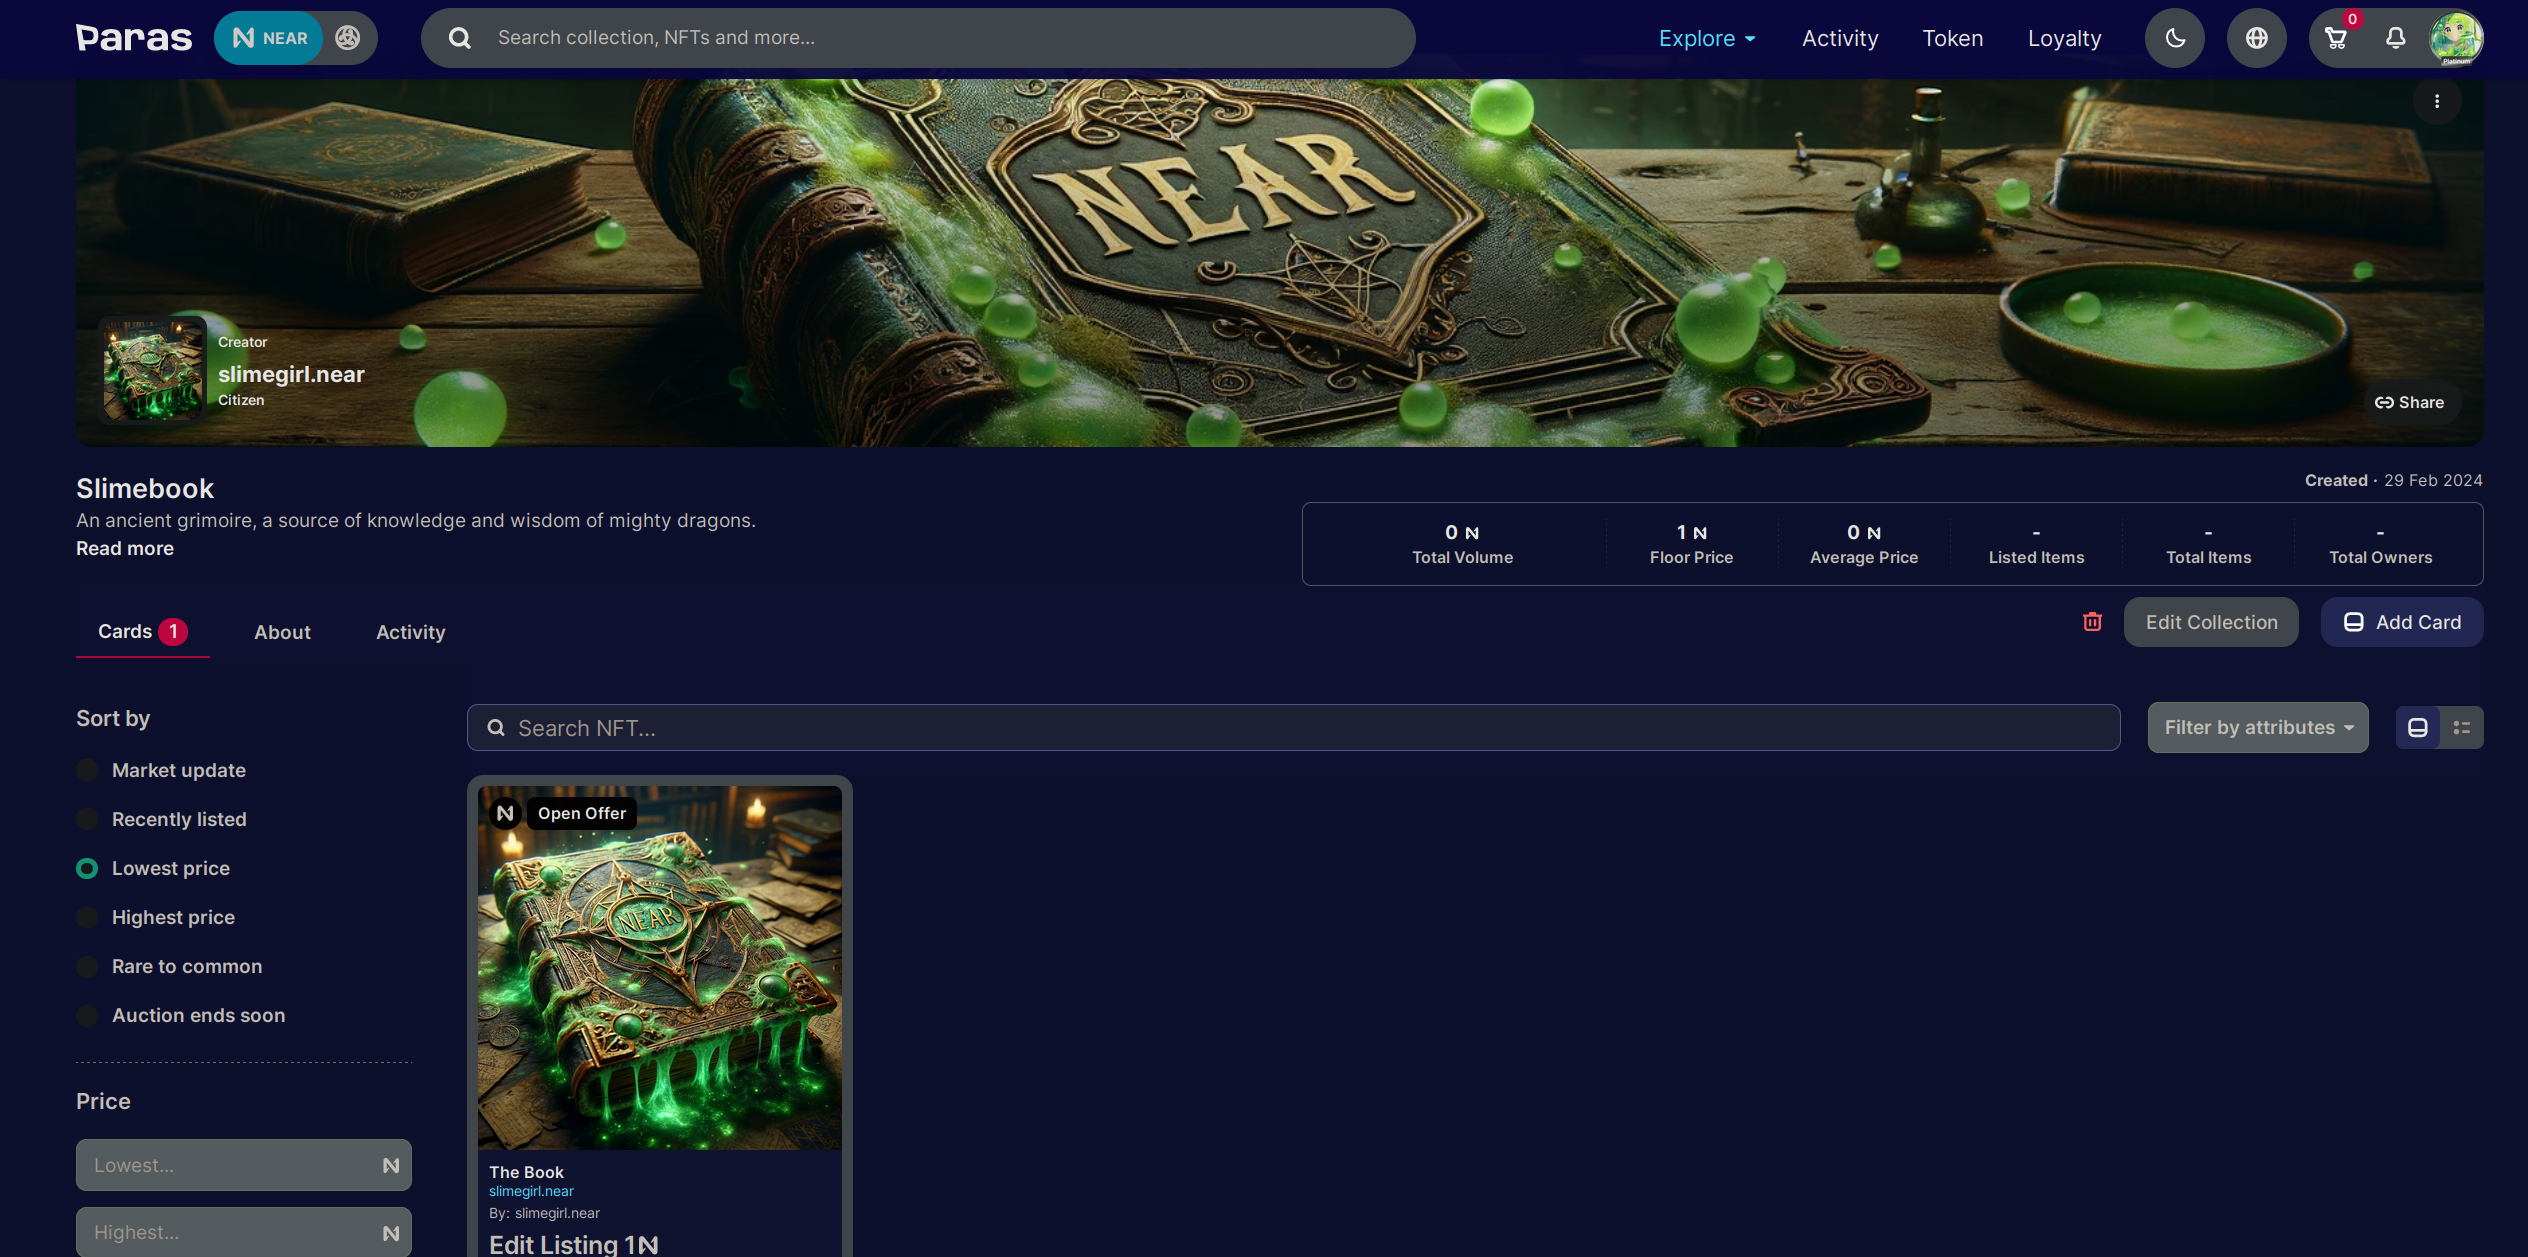 Paras
NEAR
Search collection, NFTs and more...
Explore
Activity
Token
Loyalty
0
Platinum
NEAR
Creator
slimegirl.near
Citizen
Share
Slimebook
An ancient grimoire, a source of knowledge and wisdom of mighty dragons.
Read more
Created · 29 Feb 2024
0 N
Total Volume
1 N
Floor Price
0 N
Average Price
-
Listed Items
-
Total Items
-
Total Owners
Cards 1
About
Activity
Edit Collection
Add Card
Sort by
Market update
Recently listed
Lowest price
Highest price
Rare to common
Auction ends soon
Price
Lowest...
Highest...
Search NFT...
Filter by attributes
Open Offer
NEAR
The Book
slimegirl.near
By: slimegirl.near
Edit Listing 1N